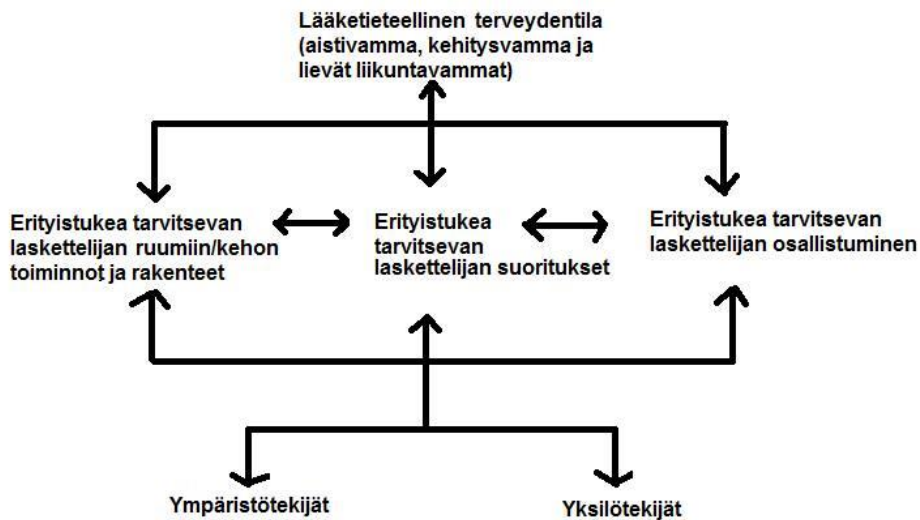 Lääketieteellinen terveydentila
(aistivamma, kehitysvamma ja
lievät liikuntavammat)
Erityistukea tarvitsevan
laskettelijan ruumiin/kehon
toiminnot ja rakenteet
Erityistukea
tarvitsevan
laskettelijan suoritukset
Erityistukea tarvitsevan
laskettelijan osallistuminen
Ympäristötekijät
Yksilötekijät